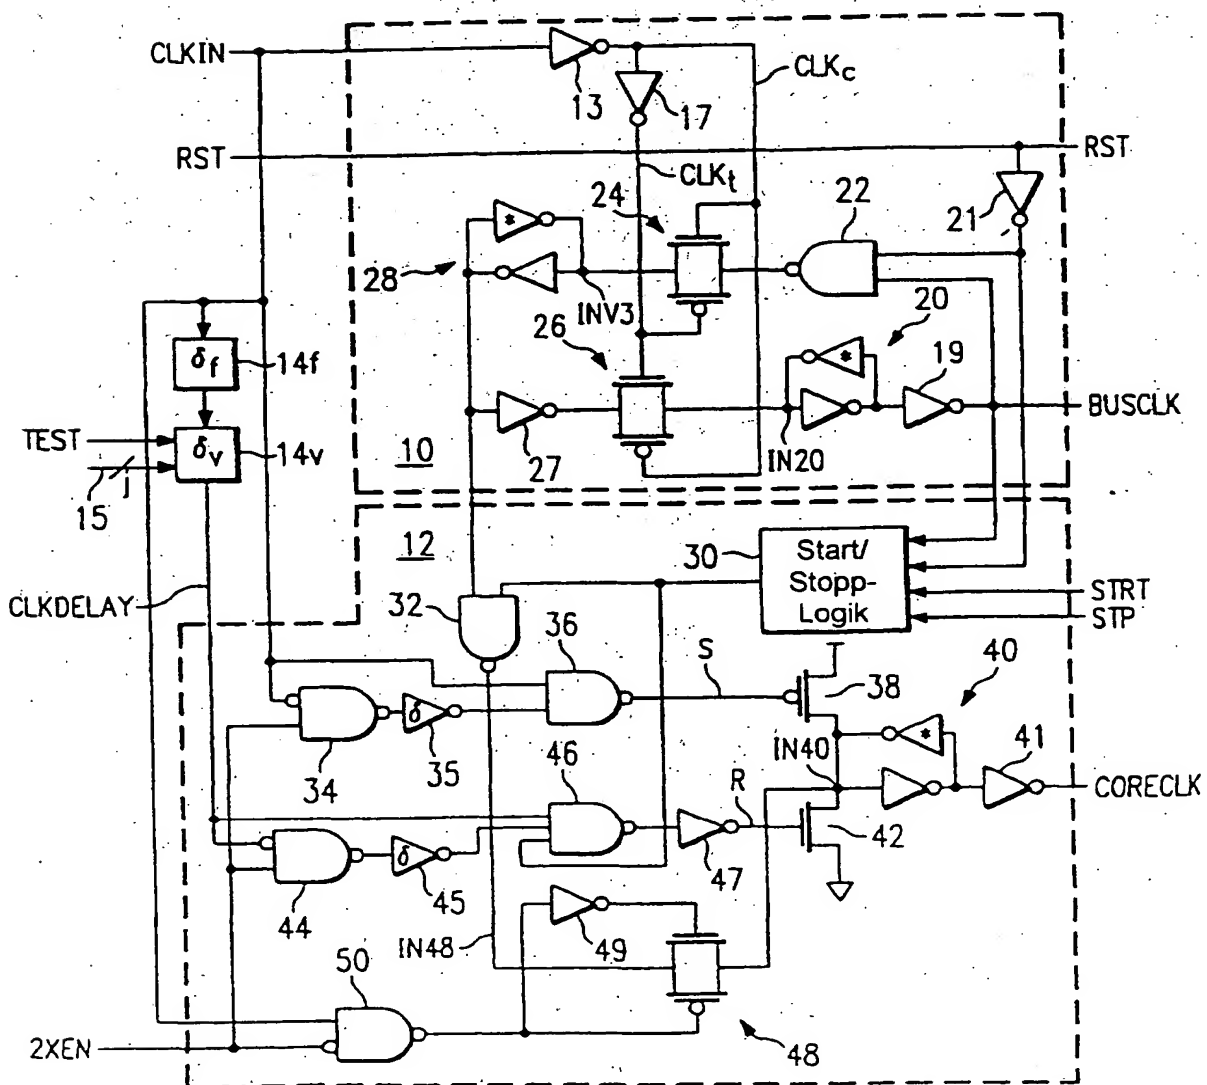 CLKIN
13
17
CLKc
RST
RST
CLKt
24
22
21
28
INV3
20
26
19
δf
14f
BUSCLK
TEST
δv
14v
10
27
IN20
15
j
12
30
Start/
Stopp-
Logik
CLKDELAY
32
36
STRT
STP
S
38
40
δ
34
35
46
IN40
41
R
CORECLK
42
δ
44
45
47
IN48
49
50
2XEN
48